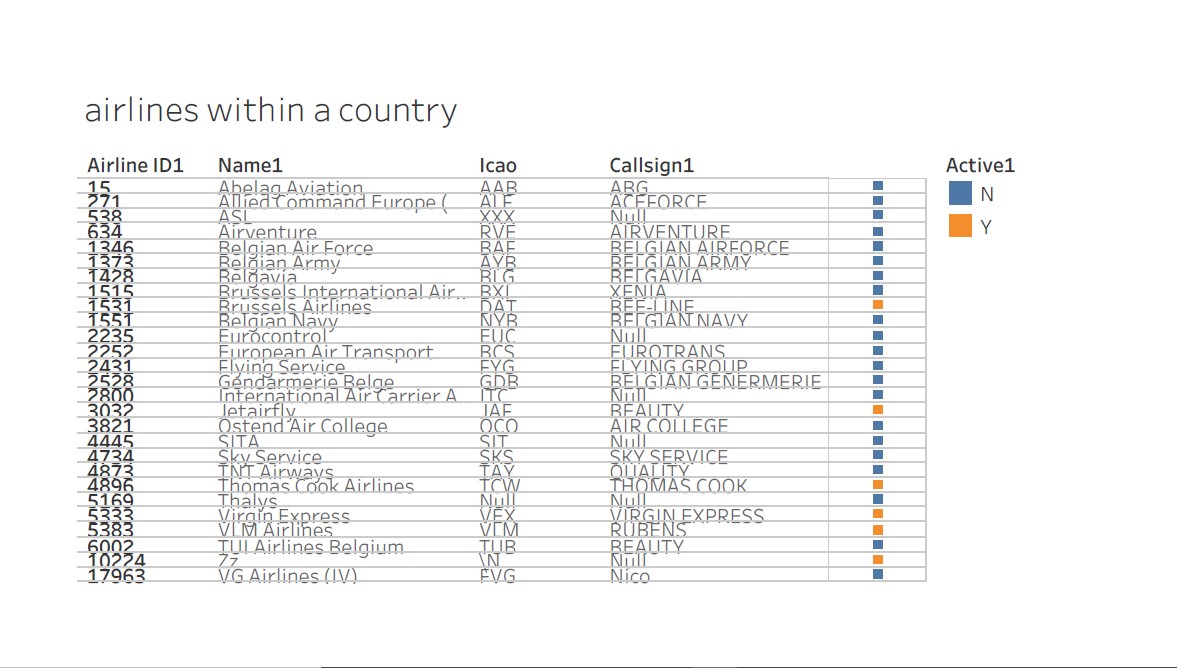 airlines within a country
Airline ID1 Name1 Icao Callsign1 Active1
15 Abelag Aviation AAB ABG
N
271 Allied Command Europe ( ALF ACEFORCE
538 ASL XXX Null
Y
634 Airventure RVE AIRVENTURE
1346 Belgian Air Force BAF BELGIAN AIRFORCE
1373 Belgian Army AYB BELGIAN ARMY
1428 Belgavia BLG BELGAVIA
1515 Brussels International Air.. BXI XENIA
1531 Brussels Airlines DAT BEE-LINE
1551 Belgian Navy NYB BELGIAN NAVY
2235 Eurocontrol EUC Null
2252 European Air Transport BCS EUROTRANS
2431 Flying Service FYG FLYING GROUP
2528 Gendarmerie Belge GDB BELGIAN GENERMERIE
2800 International Air Carrier A ITC Null
3032 Jetairfly JAF BEAUTY
3821 Ostend Air College OCO AIR COLLEGE
4445 SITA SIT Null
4734 Sky Service SKS SKY SERVICE
4873 TNT Airways TAY QUALITY
4896 Thomas Cook Airlines TCW THOMAS COOK
5169 Thalys Null Null
5333 Virgin Express VEX VIRGIN EXPRESS
5383 VLM Airlines VLM RUBENS
6002 TUI Airlines Belgium TUB BEAUTY
10224 Zz \N Null
17963 VG Airlines (IV) FVG Nico